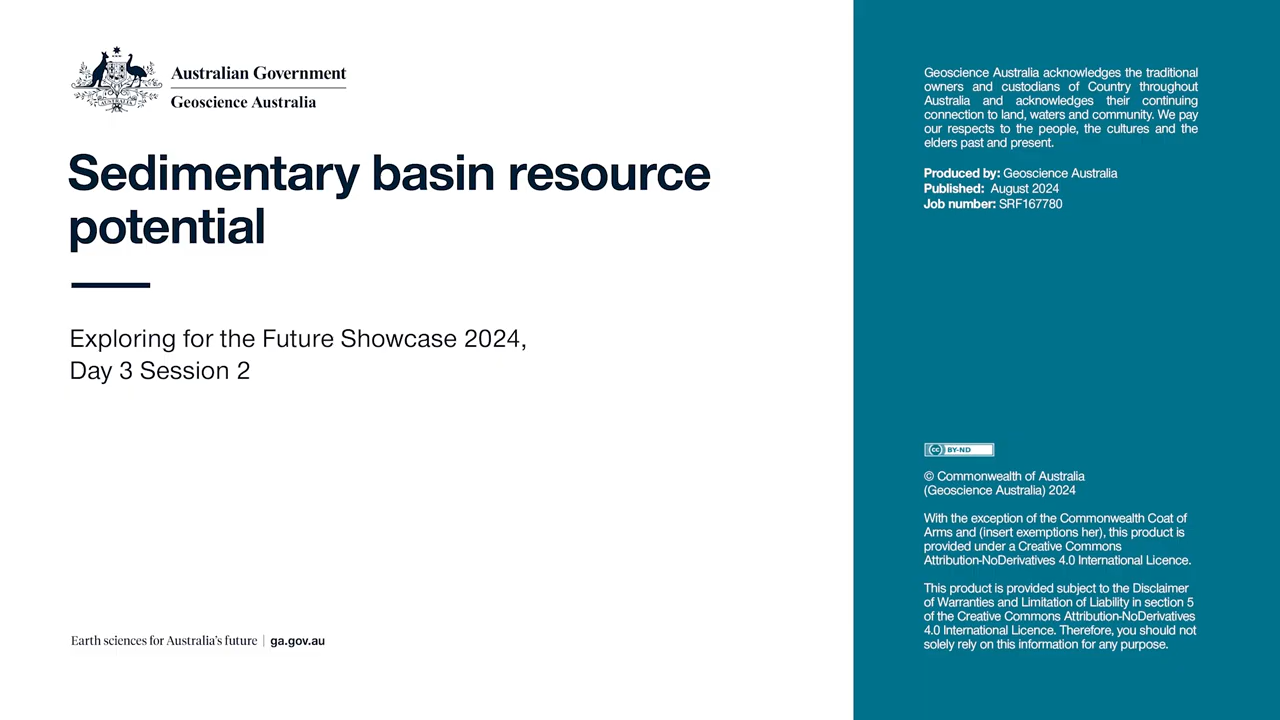 Australian Government
Geoscience Australia
Sedimentary basin resource
potential
Exploring for the Future Showcase 2024,
Day 3 Session 2
Earth sciences for Australia's future | ga.gov.au
Geoscience Australia acknowledges the traditional
owners and custodians of Country throughout
Australia and acknowledges their continuing
connection to land, waters and community. We pay
our respects to the people, the cultures and the
elders past and present.
Produced by: Geoscience Australia
Published: August 2024
Job number: SRF167780
cc BY-ND
© Commonwealth of Australia
(Geoscience Australia) 2024
With the exception of the Commonwealth Coat of
Arms and (insert exemptions her), this product is
provided under a Creative Commons
Attribution-NoDerivatives 4.0 International Licence.
This product is provided subject to the Disclaimer
of Warranties and Limitation of Liability in section 5
of the Creative Commons Attribution-NoDerivatives
4.0 International Licence. Therefore, you should not
solely rely on this information for any purpose.